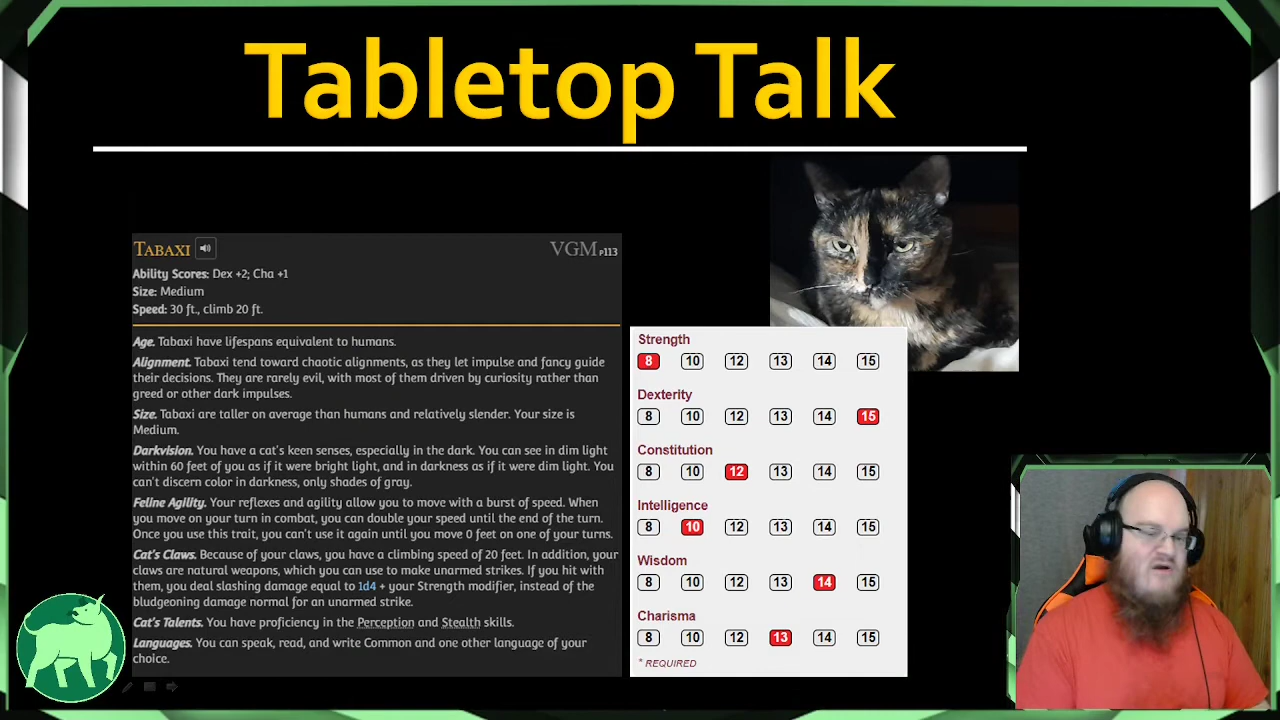 Tabletop Talk
TABAXI
VGM P113
Ability Scores: Dex +2; Cha +1
Size: Medium
Speed: 30 ft., climb 20 ft.
Age. Tabaxi have lifespans equivalent to humans.
Alignment. Tabaxi tend toward chaotic alignments, as they let impulse and fancy guide
their decisions. They are rarely evil, with most of them driven by curiosity rather than
greed or other dark impulses.
Size. Tabaxi are taller on average than humans and relatively slender. Your size is
Medium.
Darkvision. You have a cat's keen senses, especially in the dark. You can see in dim light
within 60 feet of you as if it were bright light, and in darkness as if it were dim light. You
can't discern color in darkness, only shades of gray.
Feline Agility. Your reflexes and agility allow you to move with a burst of speed. When
you move on your turn in combat, you can double your speed until the end of the turn.
Once you use this trait, you can't use it again until you move 0 feet on one of your turns.
Cat's Claws. Because of your claws, you have a climbing speed of 20 feet. In addition, your
claws are natural weapons, which you can use to make unarmed strikes. If you hit with
them, you deal slashing damage equal to 1d4 + your Strength modifier, instead of the
bludgeoning damage normal for an unarmed strike.
Cat's Talents. You have proficiency in the Perception and Stealth skills.
Languages. You can speak, read, and write Common and one other language of your
choice.
Strength
8 10 12 13 14 15
Dexterity
8 10 12 13 14 15
Constitution
8 10 12 13 14 15
Intelligence
8 10 12 13 14 15
Wisdom
8 10 12 13 14 15
Charisma
8 10 12 13 14 15
* REQUIRED